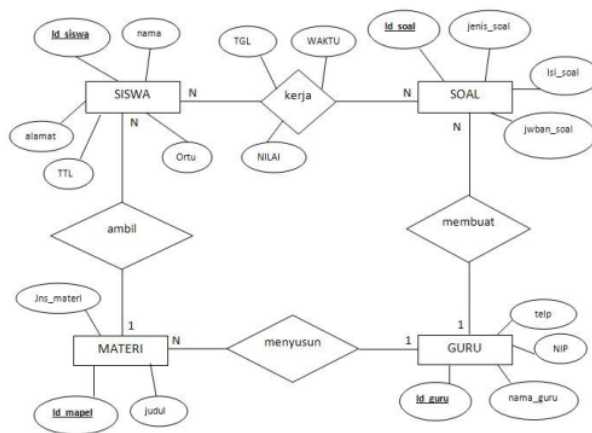 Id_siswa
nama
TGL
WAKTU
Id_soal
jenis_soal
SISWA
N
kerja
N
SOAL
Isi_soal
N
N
alamat
TTL
Ortu
NILAI
jwban_soal
ambil
membuat
Jns_materi
1
1
telp
MATERI
N
menyusun
1
GURU
NIP
Id_mapel
judul
Id_guru
nama_guru